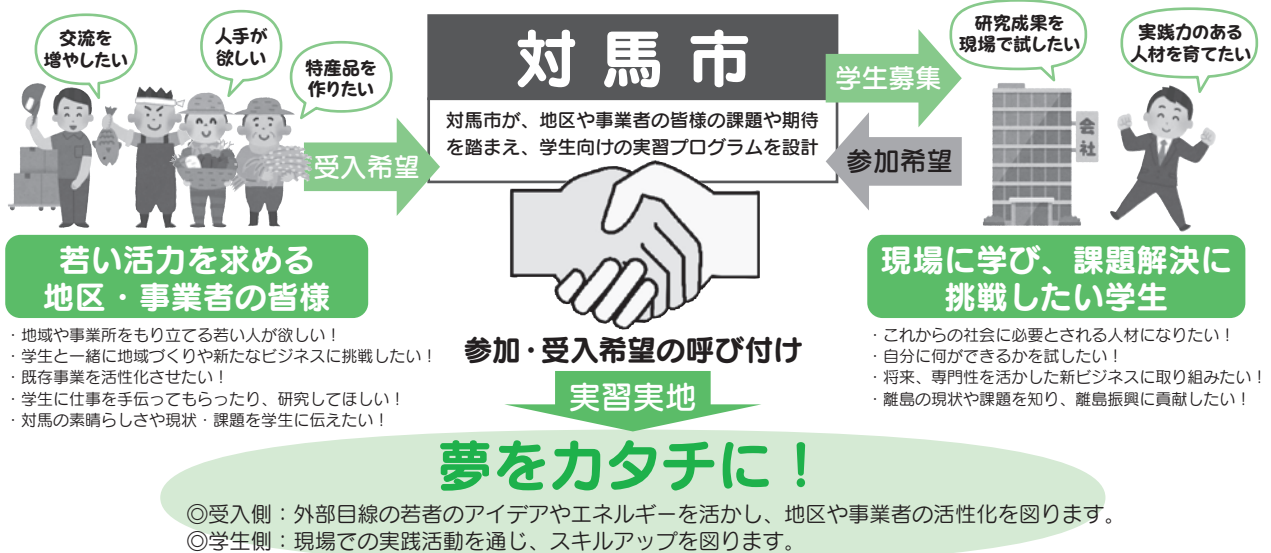 交流を
増やしたい
人手が
欲しい
特産品を
作りたい
受入希望
若い活力を求める
地区・事業者の皆様
・地域や事業所をもり立てる若い人が欲しい！
・学生と一緒に地域づくりや新たなビジネスに挑戦したい！
・既存事業を活性化させたい！
・学生に仕事を手伝ってもらったり、研究してほしい！
・対馬の素晴らしさや現状・課題を学生に伝えたい！
対馬市
対馬市が、地区や事業者の皆様の課題や期待
を踏まえ、学生向けの実習プログラムを設計
学生募集
参加希望
研究成果を
現場で試したい
実践力のある
人材を育てたい
会社
現場に学び、課題解決に
挑戦したい学生
・これからの社会に必要とされる人材になりたい！
・自分に何ができるかを試したい！
・将来、専門性を活かした新ビジネスに取り組みたい！
・離島の現状や課題を知り、離島振興に貢献したい！
参加・受入希望の呼び付け
実習実地
夢をカタチに！
◎受入側：外部目線の若者のアイデアやエネルギーを活かし、地区や事業者の活性化を図ります。
◎学生側：現場での実践活動を通じ、スキルアップを図ります。